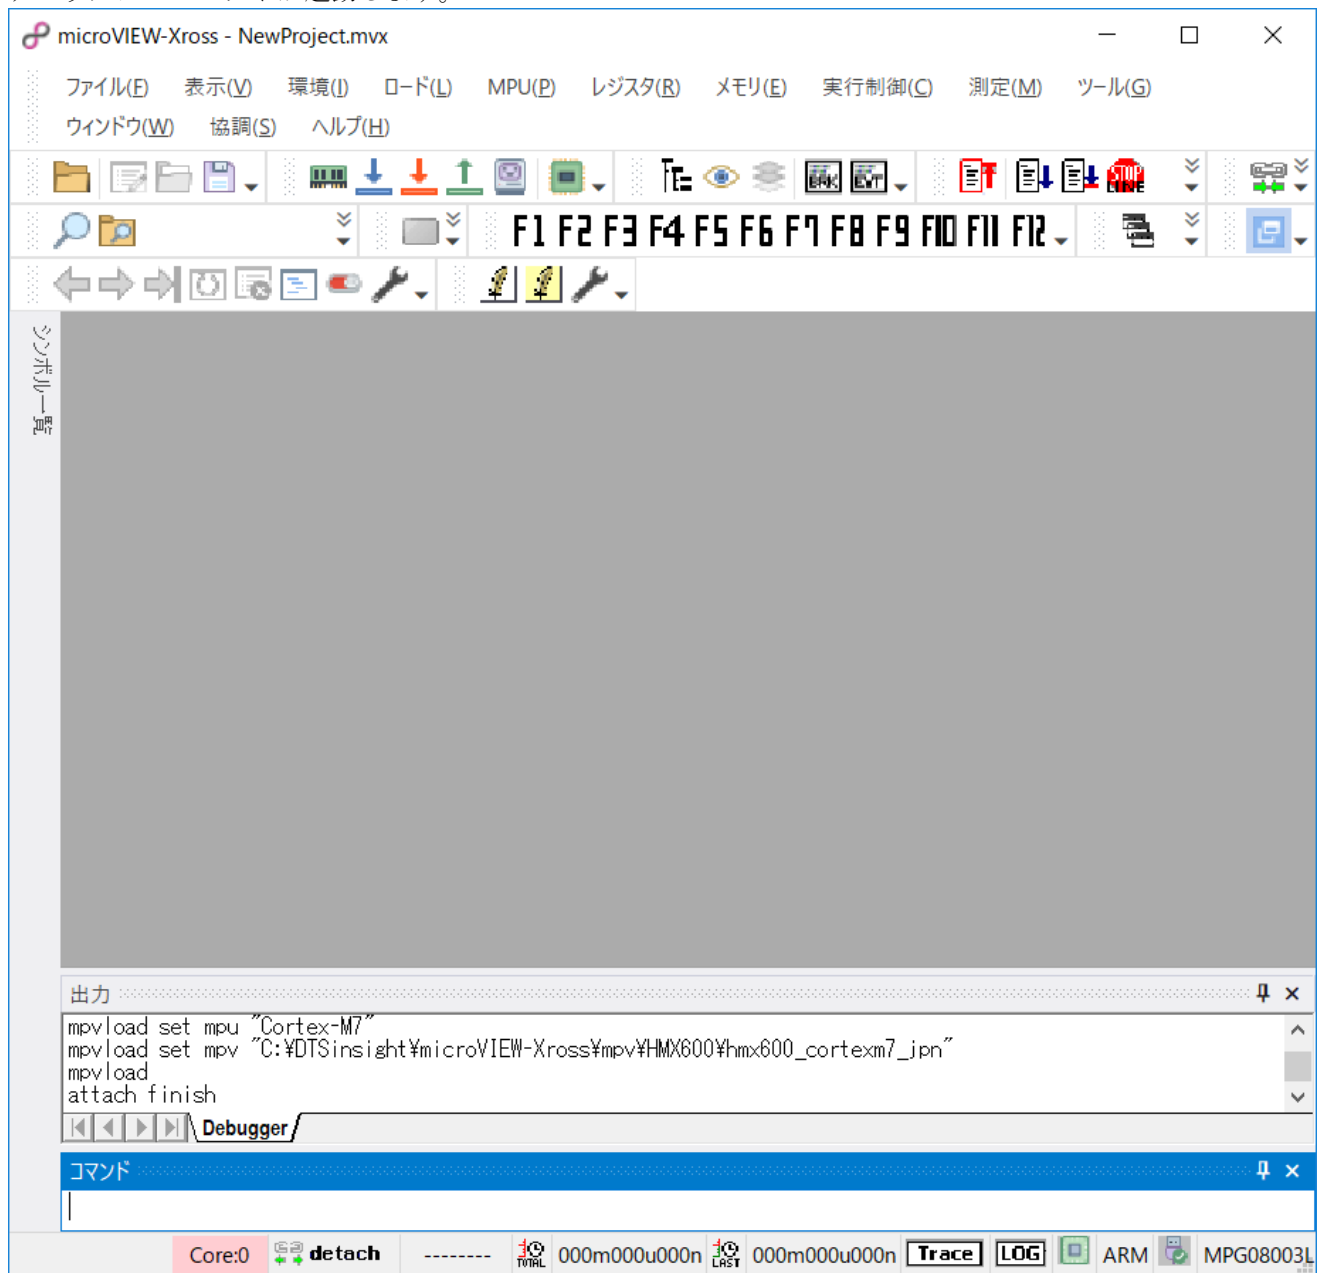 microVIEW-Xross - NewProject.mvx
ファイル(F) 表示(V) 環境(I) ロード(L) MPU(P) レジスタ(R) メモリ(E) 実行制御(C) 測定(M) ツール(G)
ウィンドウ(W) 協調(S) ヘルプ(H)
BRK EVT
F1 F2 F3 F4 F5 F6 F7 F8 F9 F10 F11 F12
シンボル一覧
出力
mpvload set mpu "Cortex-M7"
mpvload set mpv "C:¥DTSinsight¥microVIEW-Xross¥mpv¥HMX600¥hmx600_cortexm7_jpn"
mpvload
attach finish
Debugger
コマンド
Core:0 detach -------- TOTAL 000m000u000n LAST 000m000u000n Trace LOG ARM MPG08003L